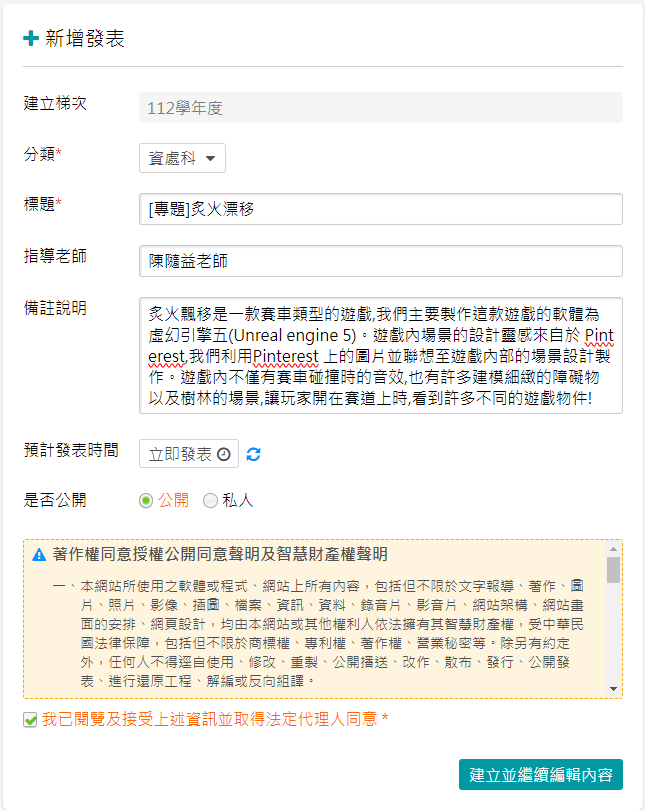 新增發表
建立梯次 112學年度
分類* 資處科
標題* [專題]炙火漂移
指導老師 陳隨益老師
備註說明 炙火飄移是一款賽車類型的遊戲,我們主要製作這款遊戲的軟體為
虛幻引擎五(Unreal engine 5)。遊戲內場景的設計靈感來自於 Pint
erest,我們利用Pinterest 上的圖片並聯想至遊戲內部的場景設計製
作。遊戲內不僅有賽車碰撞時的音效,也有許多建模細緻的障礙物
以及樹林的場景,讓玩家開在賽道上時,看到許多不同的遊戲物件!
預計發表時間 立即發表
是否公開 公開 私人
著作權同意授權公開同意聲明及智慧財產權聲明
一、本網站所使用之軟體或程式、網站上所有內容，包括但不限於文字報導、著作、圖
片、照片、影像、插圖、檔案、資訊、資料、錄音片、影音片、網站架構、網站畫
面的安排、網頁設計，均由本網站或其他權利人依法擁有其智慧財產權，受中華民
國法律保障，包括但不限於商標權、專利權、著作權、營業秘密等。除另有約定
外，任何人不得逕自使用、修改、重製、公開播送、改作、散布、發行、公開發
表、進行還原工程、解編或反向組譯。
我已閱覽及接受上述資訊並取得法定代理人同意 *
建立並繼續編輯內容